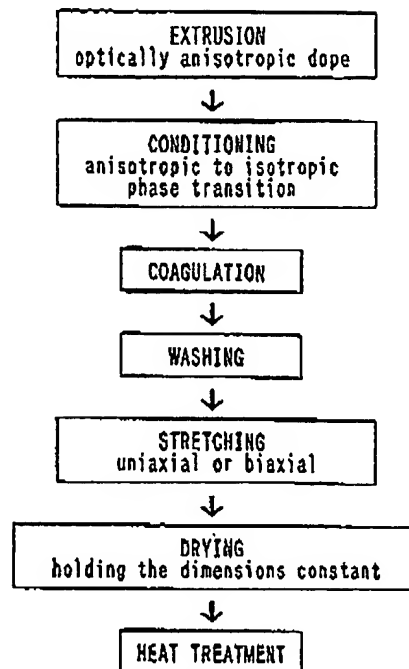 EXTRUSION
optically anisotropic dope
CONDITIONING
anisotropic to isotropic
phase transition
COAGULATION
WASHING
STRETCHING
uniaxial or biaxial
DRYING
holding the dimensions constant
HEAT TREATMENT